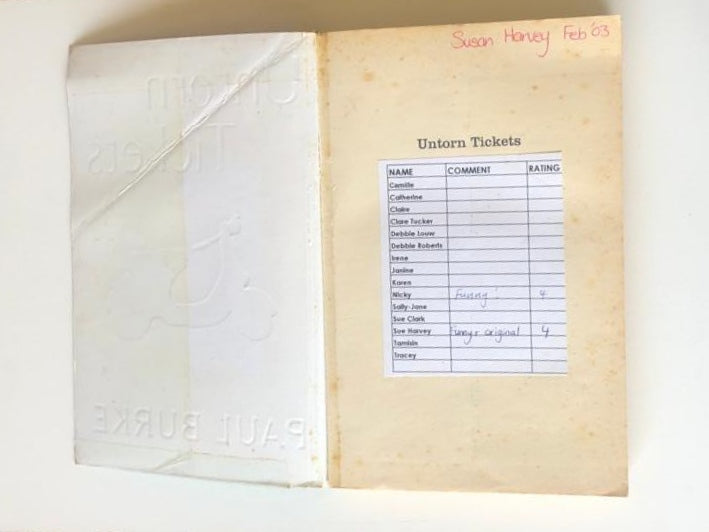 Untorn
Tickets
PAUL BURKE
Susan Harvey Feb '03
Untorn Tickets
NAME COMMENT RATING
Camille
Catherine
Claire
Clare Tucker
Debbie Louw
Debbie Roberts
Irene
Janine
Karen
Nicky Funny! 4
Sally-Jane
Sue Clark
Sue Harvey Funny + original 4
Tamisin
Tracey